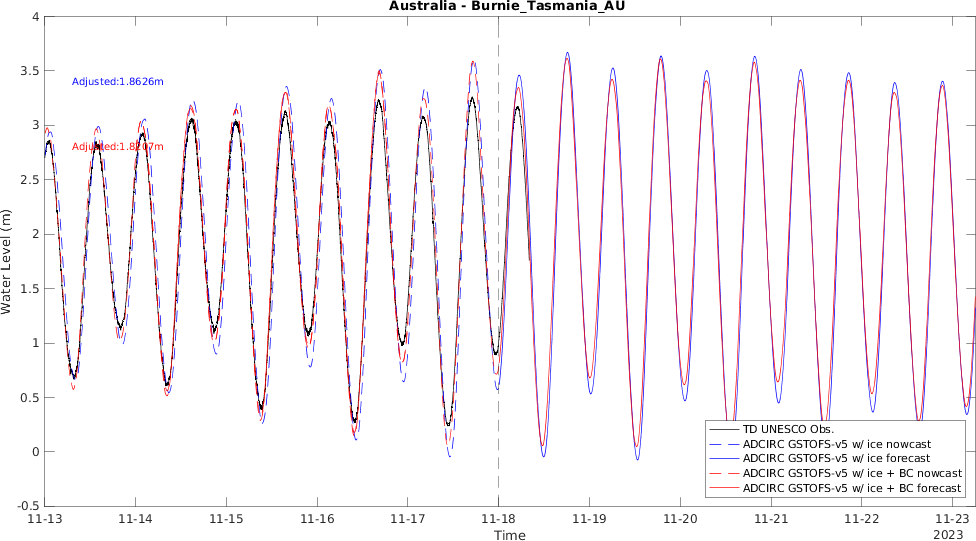 Australia - Burnie_Tasmania_AU
4
3.5
3
2.5
2
1.5
1
0.5
0
-0.5
Water Level (m)
Adjusted:1.8626m
Adjusted:1.8207m
TD UNESCO Obs.
ADCIRC GSTOFS-v5 w/ ice nowcast
ADCIRC GSTOFS-v5 w/ ice forecast
ADCIRC GSTOFS-v5 w/ ice + BC nowcast
ADCIRC GSTOFS-v5 w/ ice + BC forecast
11-13 11-14 11-15 11-16 11-17 11-18 11-19 11-20 11-21 11-22 11-23
Time
2023